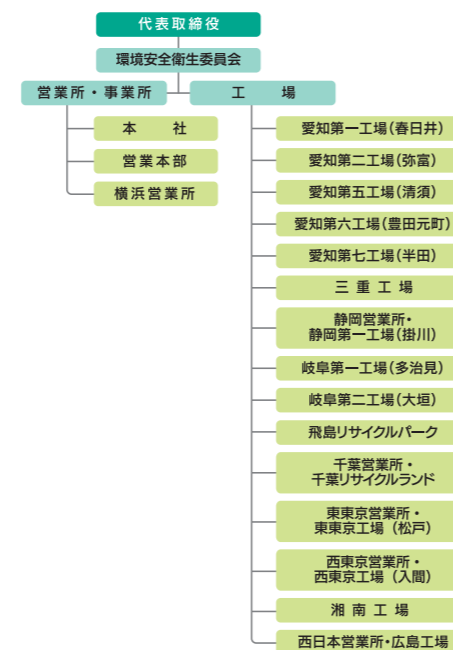 代表取締役
環境安全衛生委員会
営業所・事業所
工 場
本 社
営業本部
横浜営業所
愛知第一工場(春日井)
愛知第二工場(弥富)
愛知第五工場(清須)
愛知第六工場(豊田元町)
愛知第七工場(半田)
三重工場
静岡営業所・
静岡第一工場(掛川)
岐阜第一工場(多治見)
岐阜第二工場(大垣)
飛島リサイクルパーク
千葉営業所・
千葉リサイクルランド
東東京営業所・
東東京工場(松戸)
西東京営業所・
西東京工場(入間)
湘南工場
西日本営業所・広島工場